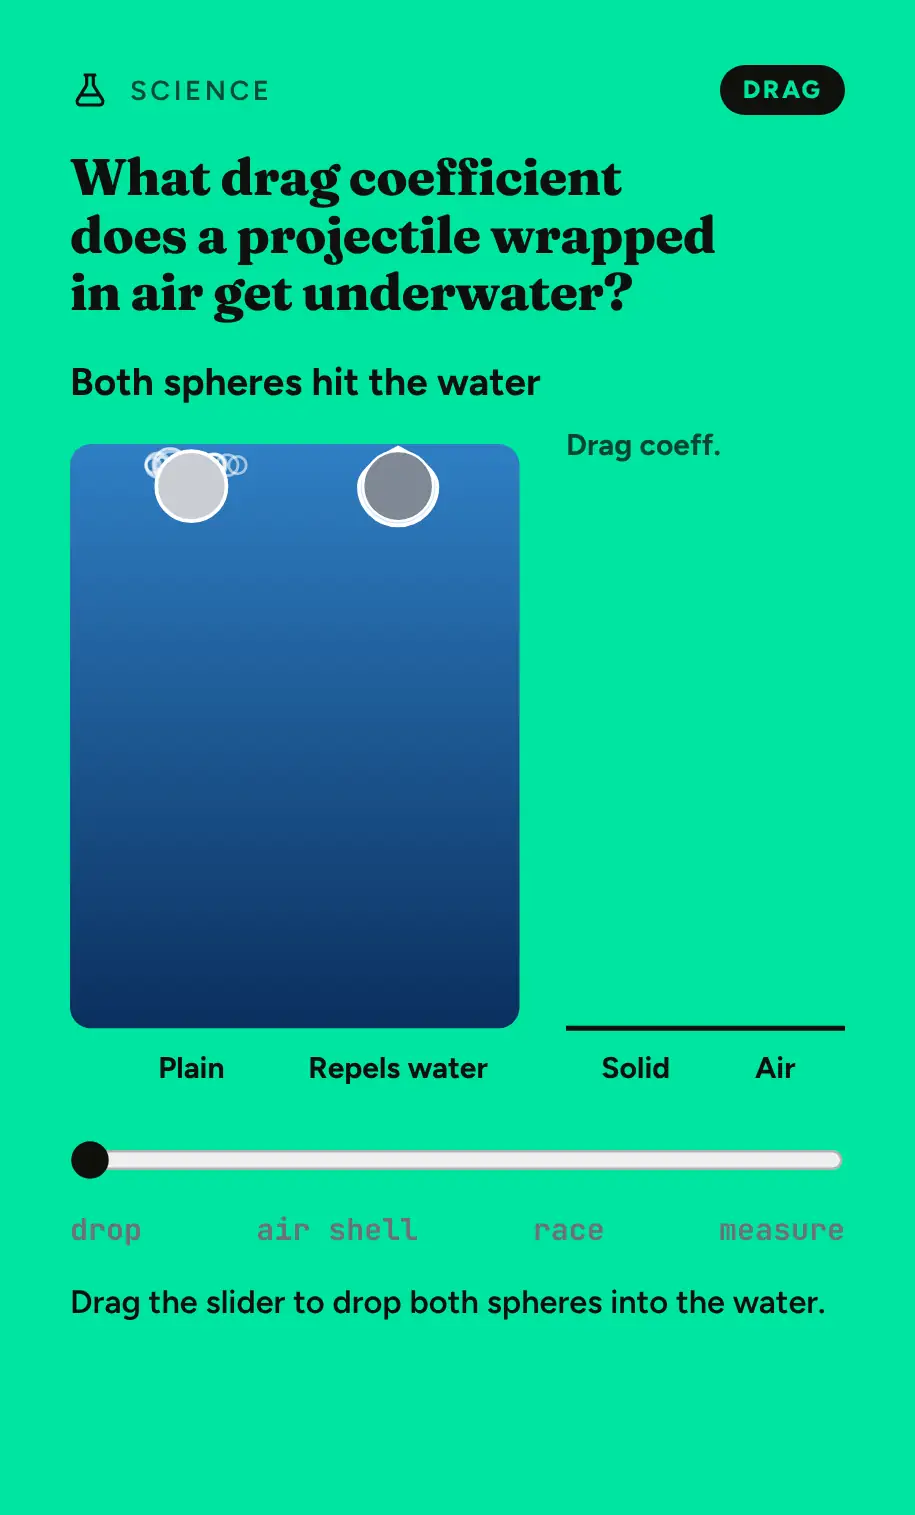 SCIENCE
DRAG
What drag coefficient
does a projectile wrapped
in air get underwater?
Both spheres hit the water
Drag coeff.
Plain
Repels water
Solid
Air
drop
air shell
race
measure
Drag the slider to drop both spheres into the water.